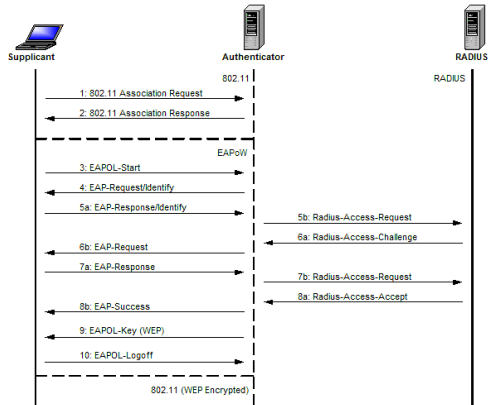 Supplicant
Authenticator
RADIUS
802.11
RADIUS
1: 802.11 Association Request
2: 802.11 Association Response
EAPoW
3: EAPOL-Start
4: EAP-Request/Identify
5a: EAP-Response/Identify
5b: Radius-Access-Request
6a: Radius-Access-Challenge
6b: EAP-Request
7a: EAP-Response
7b: Radius-Access-Request
8a: Radius-Access-Accept
8b: EAP-Success
9: EAPOL-Key (WEP)
10: EAPOL-Logoff
802.11 (WEP Encrypted)